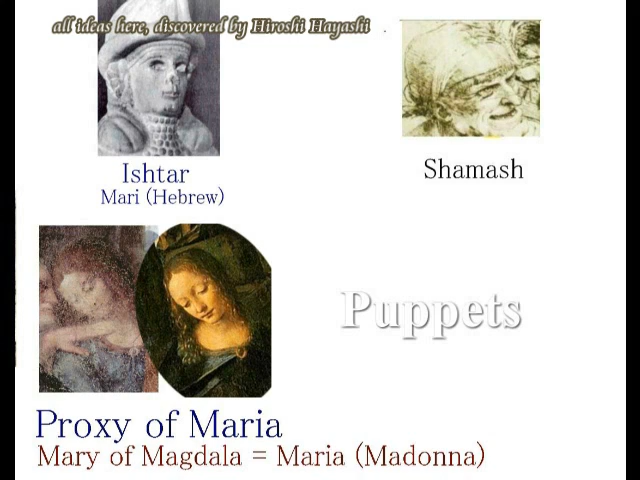 all ideas here, discovered by Hiroshi Hayashi
Ishtar
Mari (Hebrew)
Shamash
Puppets
Proxy of Maria
Mary of Magdala = Maria (Madonna)